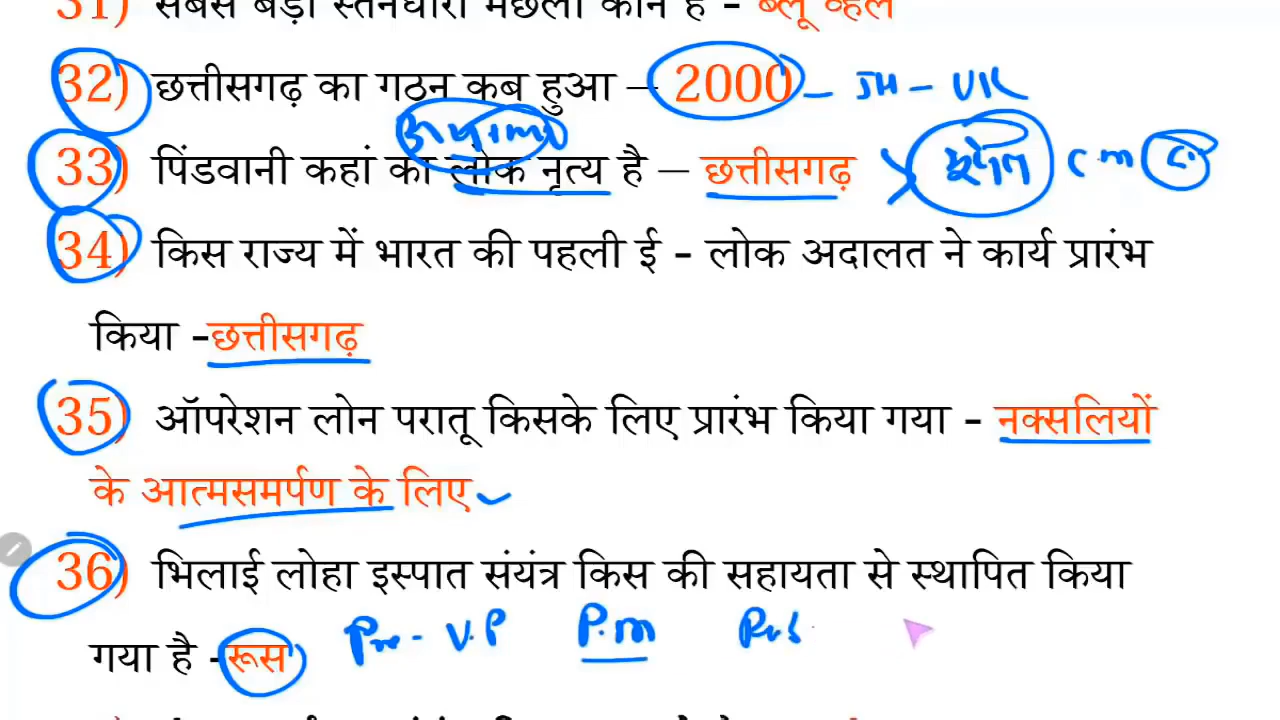 31) सबसे बड़ी स्तनधारी मछली कौन है - ब्लू व्हेल
32) छत्तीसगढ़ का गठन कब हुआ – 2000 – JH – UK
33) पिंडवानी कहां का लोक नृत्य है – छत्तीसगढ़
34) किस राज्य में भारत की पहली ई - लोक अदालत ने कार्य प्रारंभ
किया -छत्तीसगढ़
35) ऑपरेशन लोन परातू किसके लिए प्रारंभ किया गया - नक्सलियों
के आत्मसमर्पण के लिए
36) भिलाई लोहा इस्पात संयंत्र किस की सहायता से स्थापित किया
गया है -रूस V.P P.m